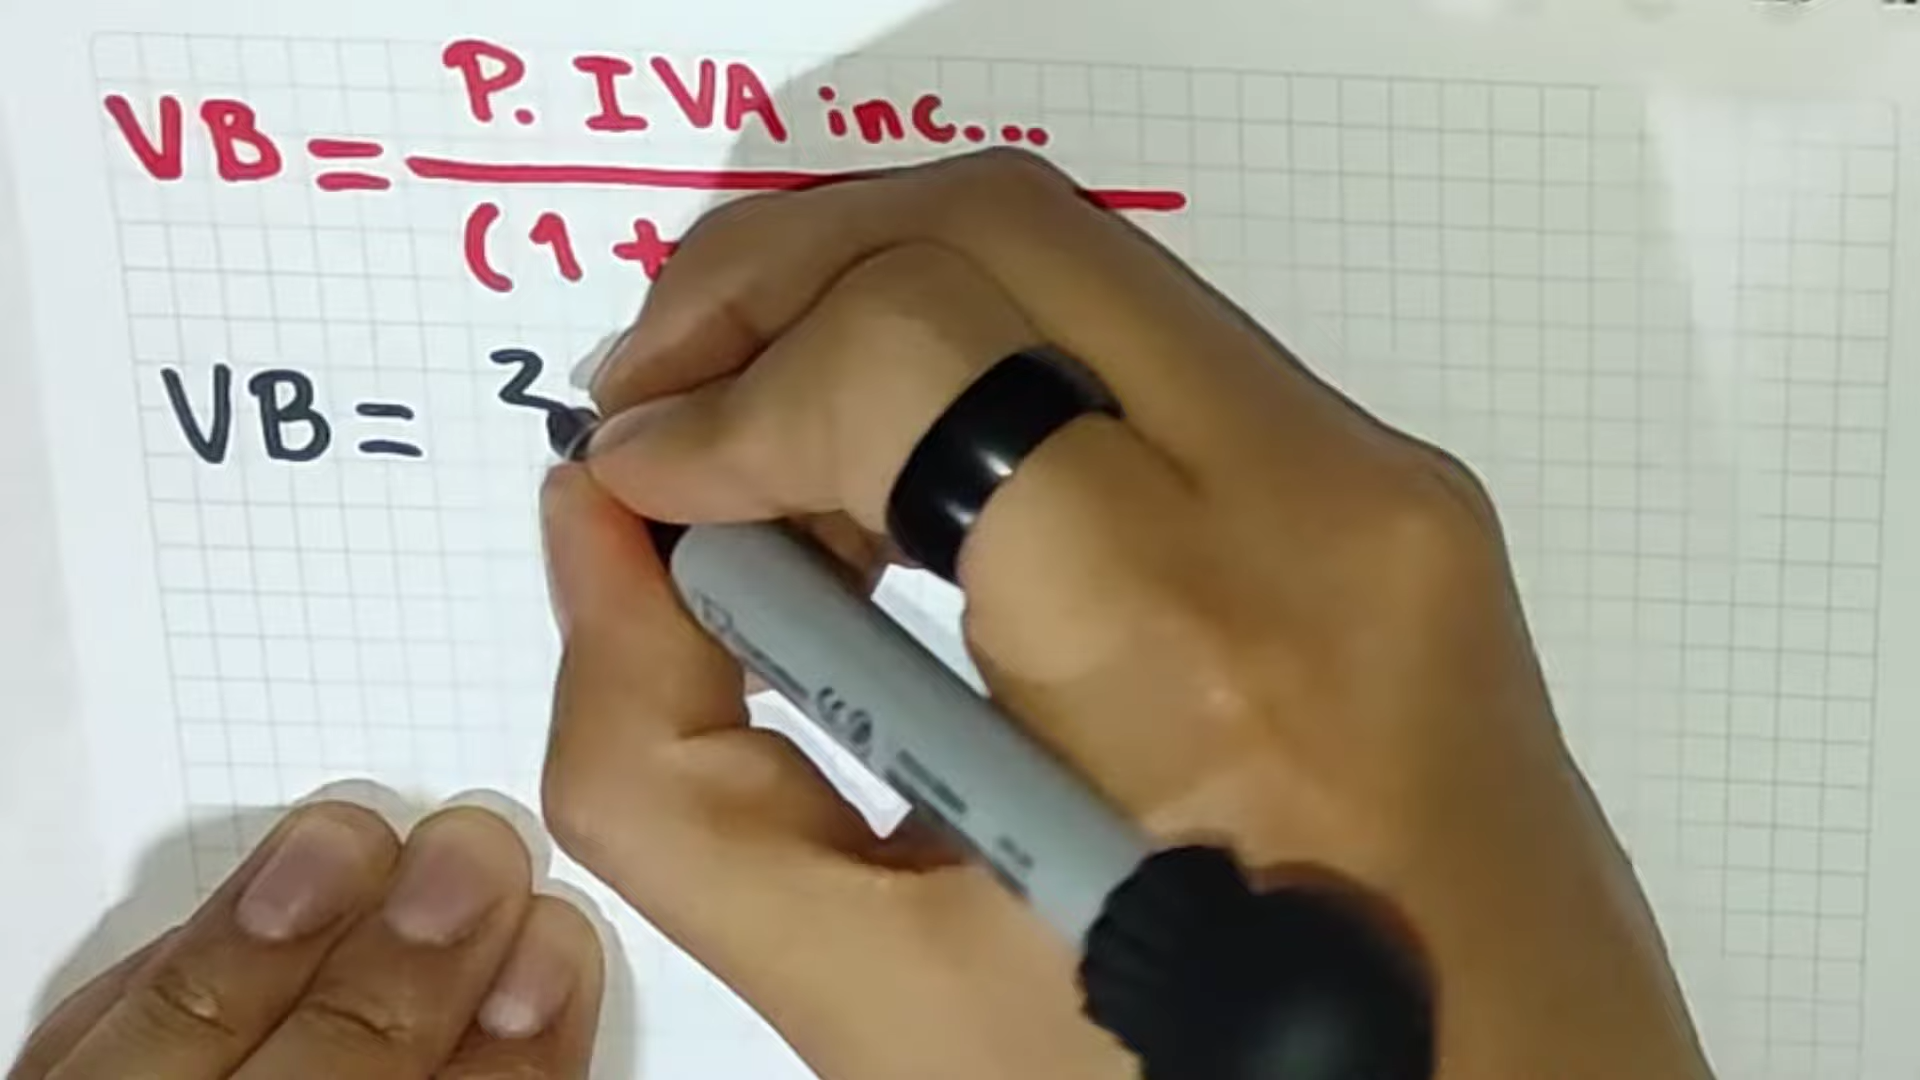 P. IVA inc...
VB =
(1 +
VB = 2